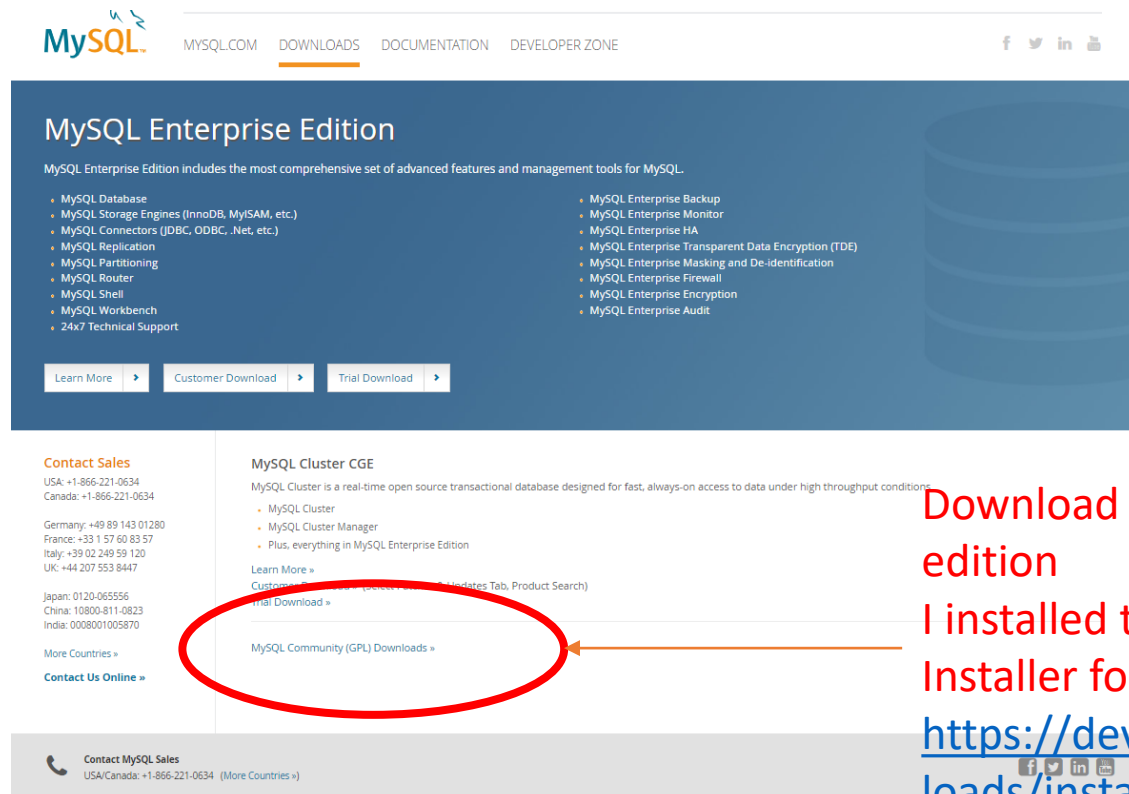 MySQL™
MYSQL.COM DOWNLOADS DOCUMENTATION DEVELOPER ZONE
MySQL Enterprise Edition
MySQL Enterprise Edition includes the most comprehensive set of advanced features and management tools for MySQL.
MySQL Database
MySQL Storage Engines (InnoDB, MyISAM, etc.)
MySQL Connectors (JDBC, ODBC, .Net, etc.)
MySQL Replication
MySQL Partitioning
MySQL Router
MySQL Shell
MySQL Workbench
24x7 Technical Support
MySQL Enterprise Backup
MySQL Enterprise Monitor
MySQL Enterprise HA
MySQL Enterprise Transparent Data Encryption (TDE)
MySQL Enterprise Masking and De-identification
MySQL Enterprise Firewall
MySQL Enterprise Encryption
MySQL Enterprise Audit
Learn More Customer Download Trial Download
Contact Sales
USA: +1-866-221-0634
Canada: +1-866-221-0634
Germany: +49 89 143 01280
France: +33 1 57 60 83 57
Italy: +39 02 249 59 120
UK: +44 207 553 8447
Japan: 0120-065556
China: 10800-811-0823
India: 0008001005870
More Countries »
Contact Us Online »
MySQL Cluster CGE
MySQL Cluster is a real-time open source transactional database designed for fast, always-on access to data under high throughput conditions
MySQL Cluster
MySQL Cluster Manager
Plus, everything in MySQL Enterprise Edition
Learn More »
Updates Tab, Product Search)
Trial Download »
MySQL Community (GPL) Downloads »
Download
edition
I installed
Installer
https://dev
loads/insta
Contact MySQL Sales
USA/Canada: +1-866-221-0634 (More Countries »)